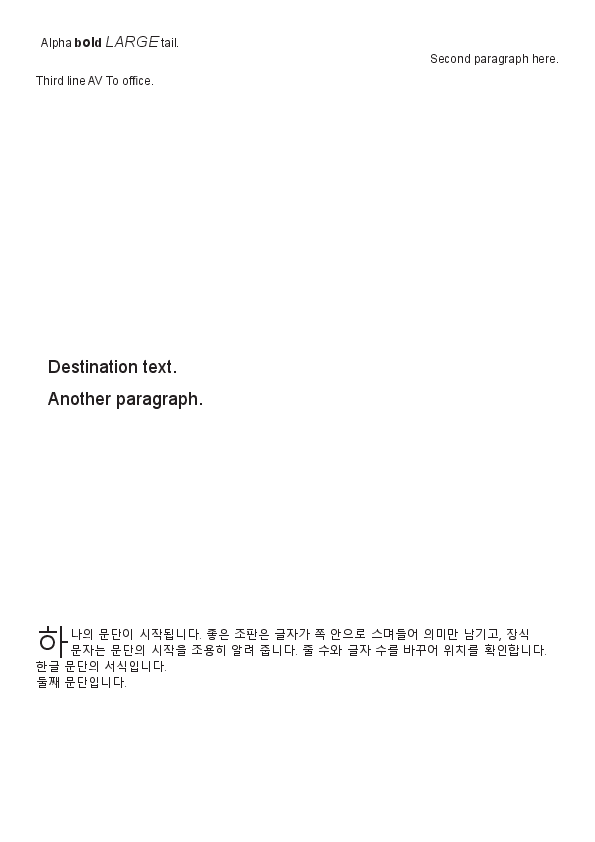 Alpha bold LARGE tail.
Second paragraph here.
Third line AV To office.
Destination text.
Another paragraph.
하나의 문단이 시작됩니다. 좋은 조판은 글자가 쪽 안으로 스며들어 의미만 남기고, 장식
문자는 문단의 시작을 조용히 알려 줍니다. 줄 수와 글자 수를 바꾸어 위치를 확인합니다.
한글 문단의 서식입니다.
둘째 문단입니다.